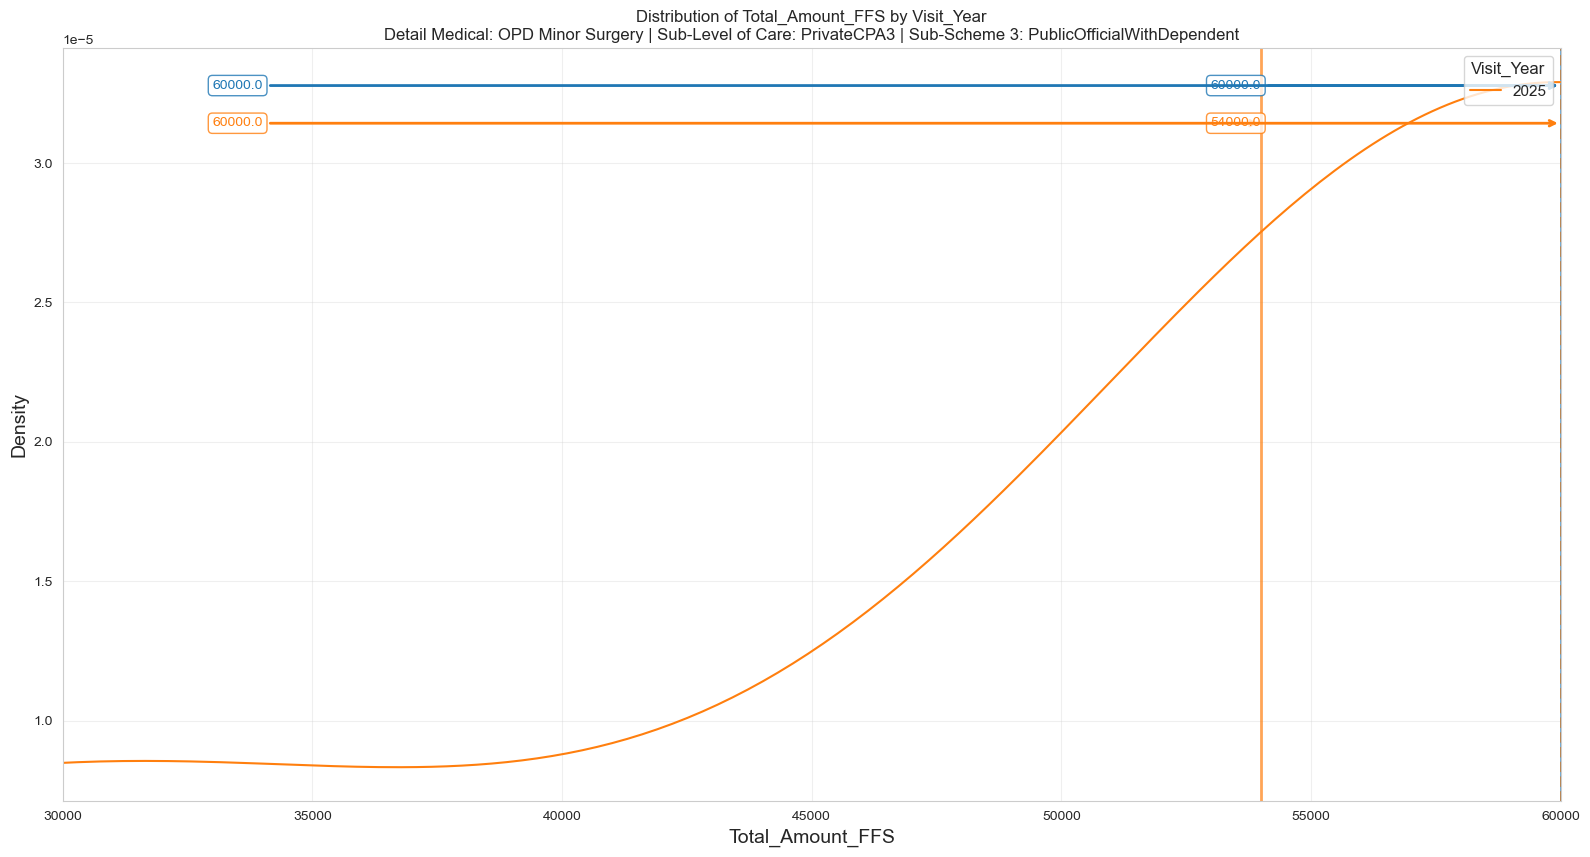 Distribution of Total_Amount_FFS by Visit_Year
Detail Medical: OPD Minor Surgery | Sub-Level of Care: PrivateCPA3 | Sub-Scheme 3: PublicOfficialWithDependent
1e−5
60000.0
60000.0
60000.0
54000.0
Visit_Year
2025
3.0
2.5
2.0
1.5
1.0
Density
30000
35000
40000
45000
50000
55000
60000
Total_Amount_FFS